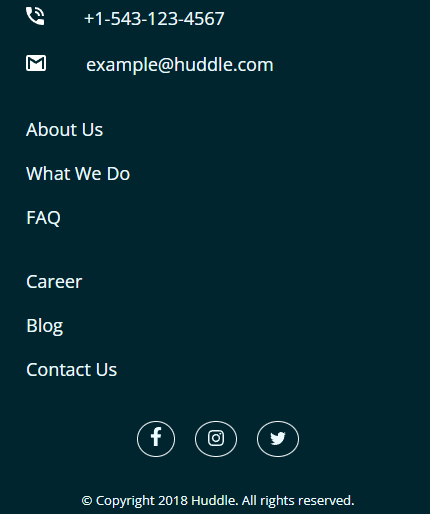 +1-543-123-4567
example@huddle.com
About Us
What We Do
FAQ
Career
Blog
Contact Us
© Copyright 2018 Huddle. All rights reserved.